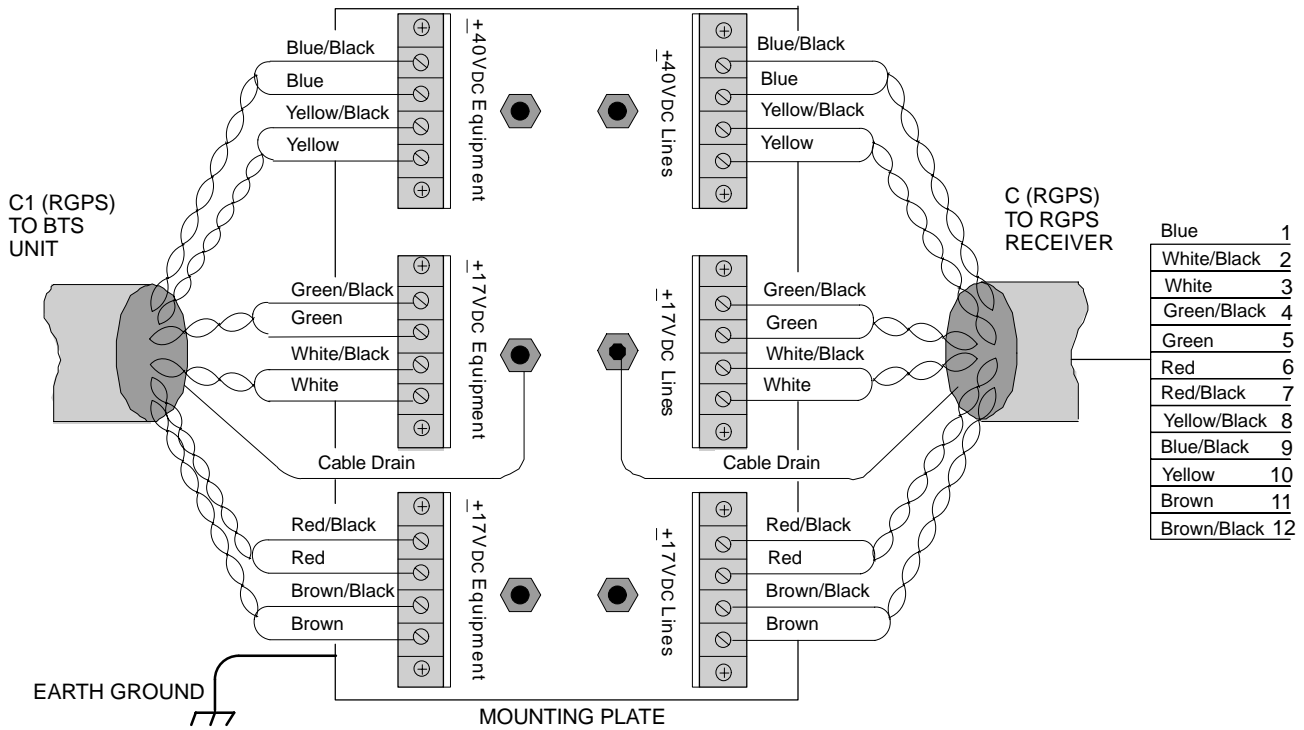 Blue/Black
Blue
Yellow/Black
Yellow
+40VDC Equipment
+40VDC Lines
Blue/Black
Blue
Yellow/Black
Yellow
C1 (RGPS)
TO BTS
UNIT
C (RGPS)
TO RGPS
RECEIVER
Green/Black
Green
White/Black
White
+17VDC Equipment
+17VDC Lines
Green/Black
Green
White/Black
White
Cable Drain
Cable Drain
Red/Black
Red
Brown/Black
Brown
+17VDC Equipment
+17VDC Lines
Red/Black
Red
Brown/Black
Brown
EARTH GROUND
MOUNTING PLATE
Blue 1
White/Black 2
White 3
Green/Black 4
Green 5
Red 6
Red/Black 7
Yellow/Black 8
Blue/Black 9
Yellow 10
Brown 11
Brown/Black 12